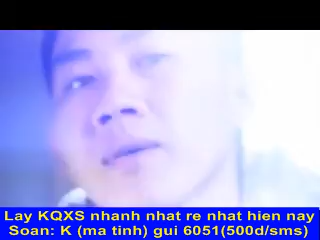 Lay KQXS nhanh nhat re nhat hien nay
Soan: K (ma tinh) gui 6051(500d/sms)